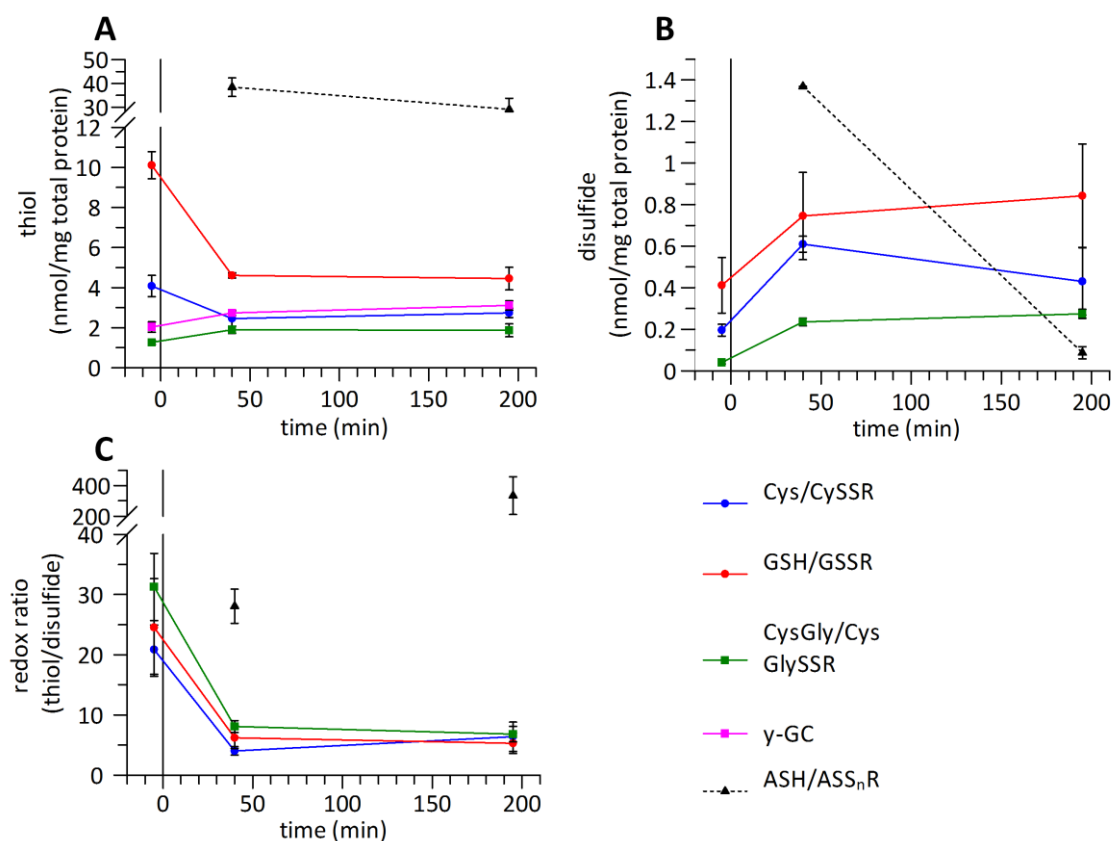 A
50
40
30
12
10
8
6
4
2
0
thiol
(nmol/mg total protein)
0 50 100 150 200
time (min)
B
1.4
1.2
1
0.8
0.6
0.4
0.2
0
disulfide
(nmol/mg total protein)
0 50 100 150 200
time (min)
C
400
200
40
30
20
10
0
redox ratio
(thiol/disulfide)
0 50 100 150 200
time (min)
Cys/CySSR
GSH/GSSR
CysGly/Cys
GlySSR
y-GC
ASH/ASSₙR